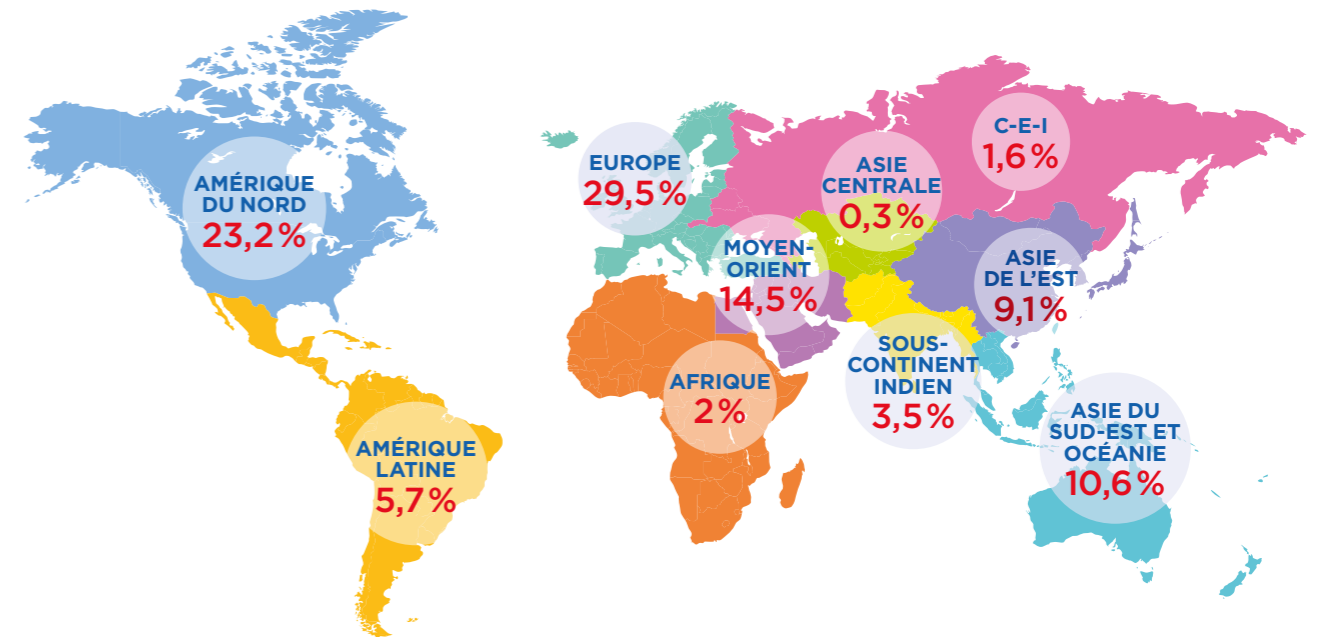 AMÉRIQUE
DU NORD
23,2 %
AMÉRIQUE
LATINE
5,7 %
EUROPE
29,5 %
MOYEN-
ORIENT
14,5 %
AFRIQUE
2 %
ASIE
CENTRALE
0,3 %
C-E-I
1,6 %
ASIE
DE L'EST
9,1 %
SOUS-
CONTINENT
INDIEN
3,5 %
ASIE DU
SUD-EST ET
OCÉANIE
10,6 %